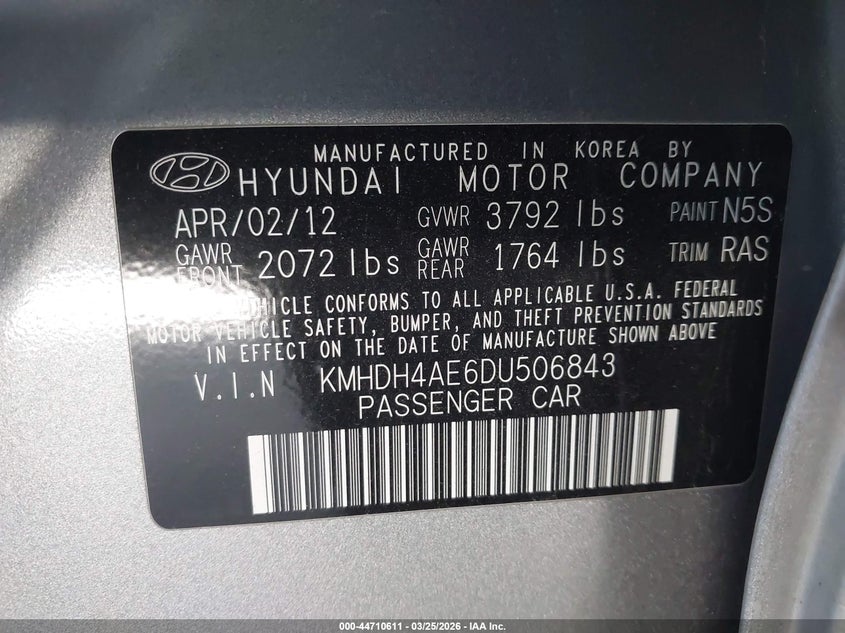 MANUFACTURED IN KOREA BY
HYUNDAI MOTOR COMPANY
APR/02/12 GVWR 3792 lbs PAINT N5S
GAWR FRONT 2072 lbs GAWR REAR 1764 lbs TRIM RAS
VEHICLE CONFORMS TO ALL APPLICABLE U.S.A. FEDERAL
MOTOR VEHICLE SAFETY, BUMPER, AND THEFT PREVENTION STANDARDS
IN EFFECT ON THE DATE OF MANUFACTURE SHOWN ABOVE
V.I.N KMHDH4AE6DU506843
PASSENGER CAR
000-44710611 - 03/25/2026 - IAA Inc.